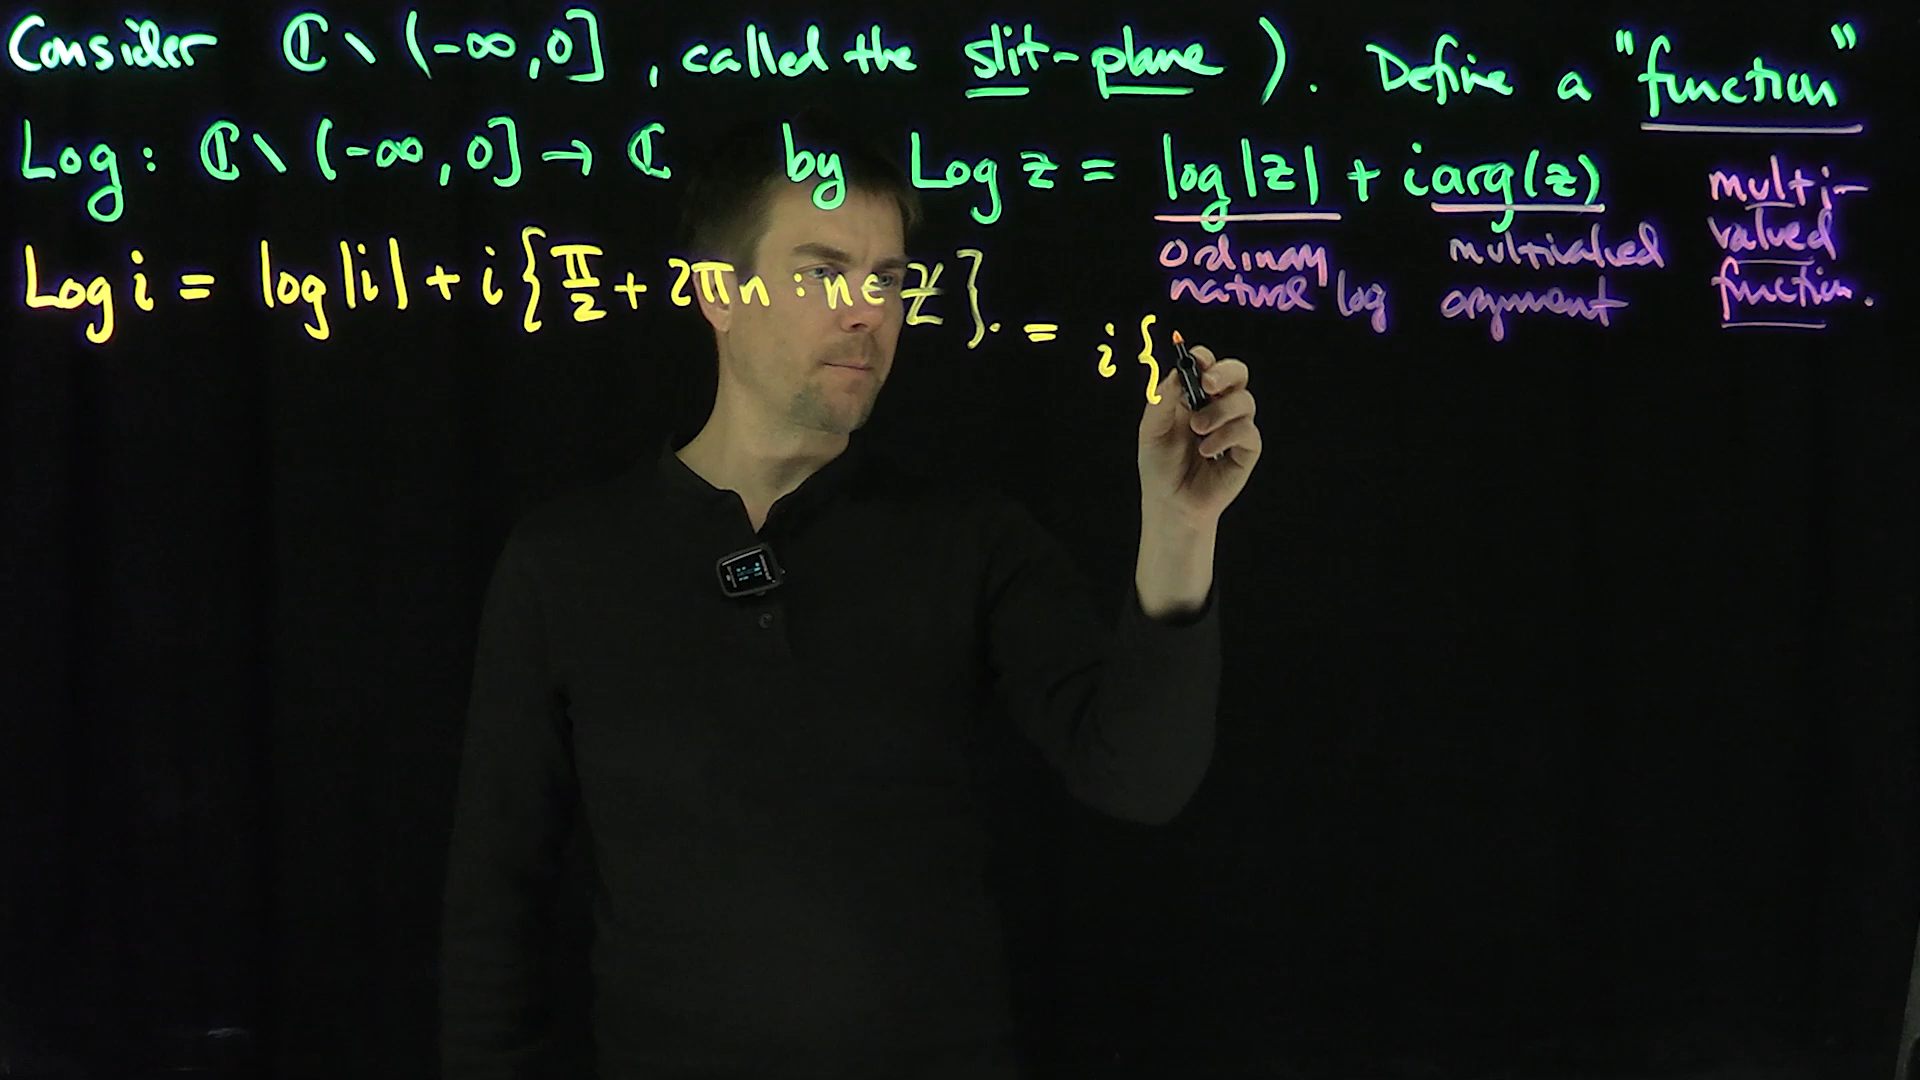 Consider ℂ \ (-∞, 0], called the slit-plane ). Define a "function"
Log: ℂ \ (-∞, 0] → ℂ by Log z = log|z| + i arg(z)
ordinary natural log
multivalued argument
multi-valued function.
Log i = log|i| + i{π/2 + 2πn : n ∈ ℤ}. = i{